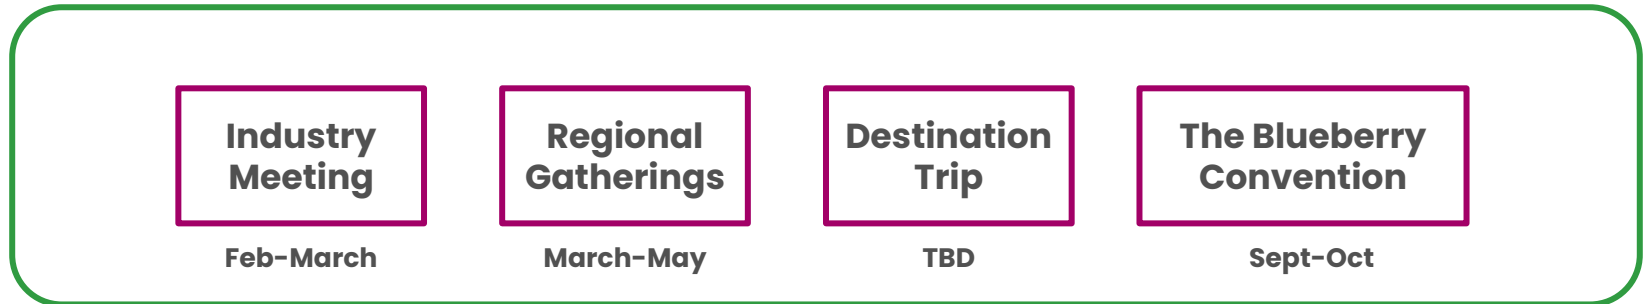 Industry
Meeting
Feb-March
Regional
Gatherings
March-May
Destination
Trip
TBD
The Blueberry
Convention
Sept-Oct